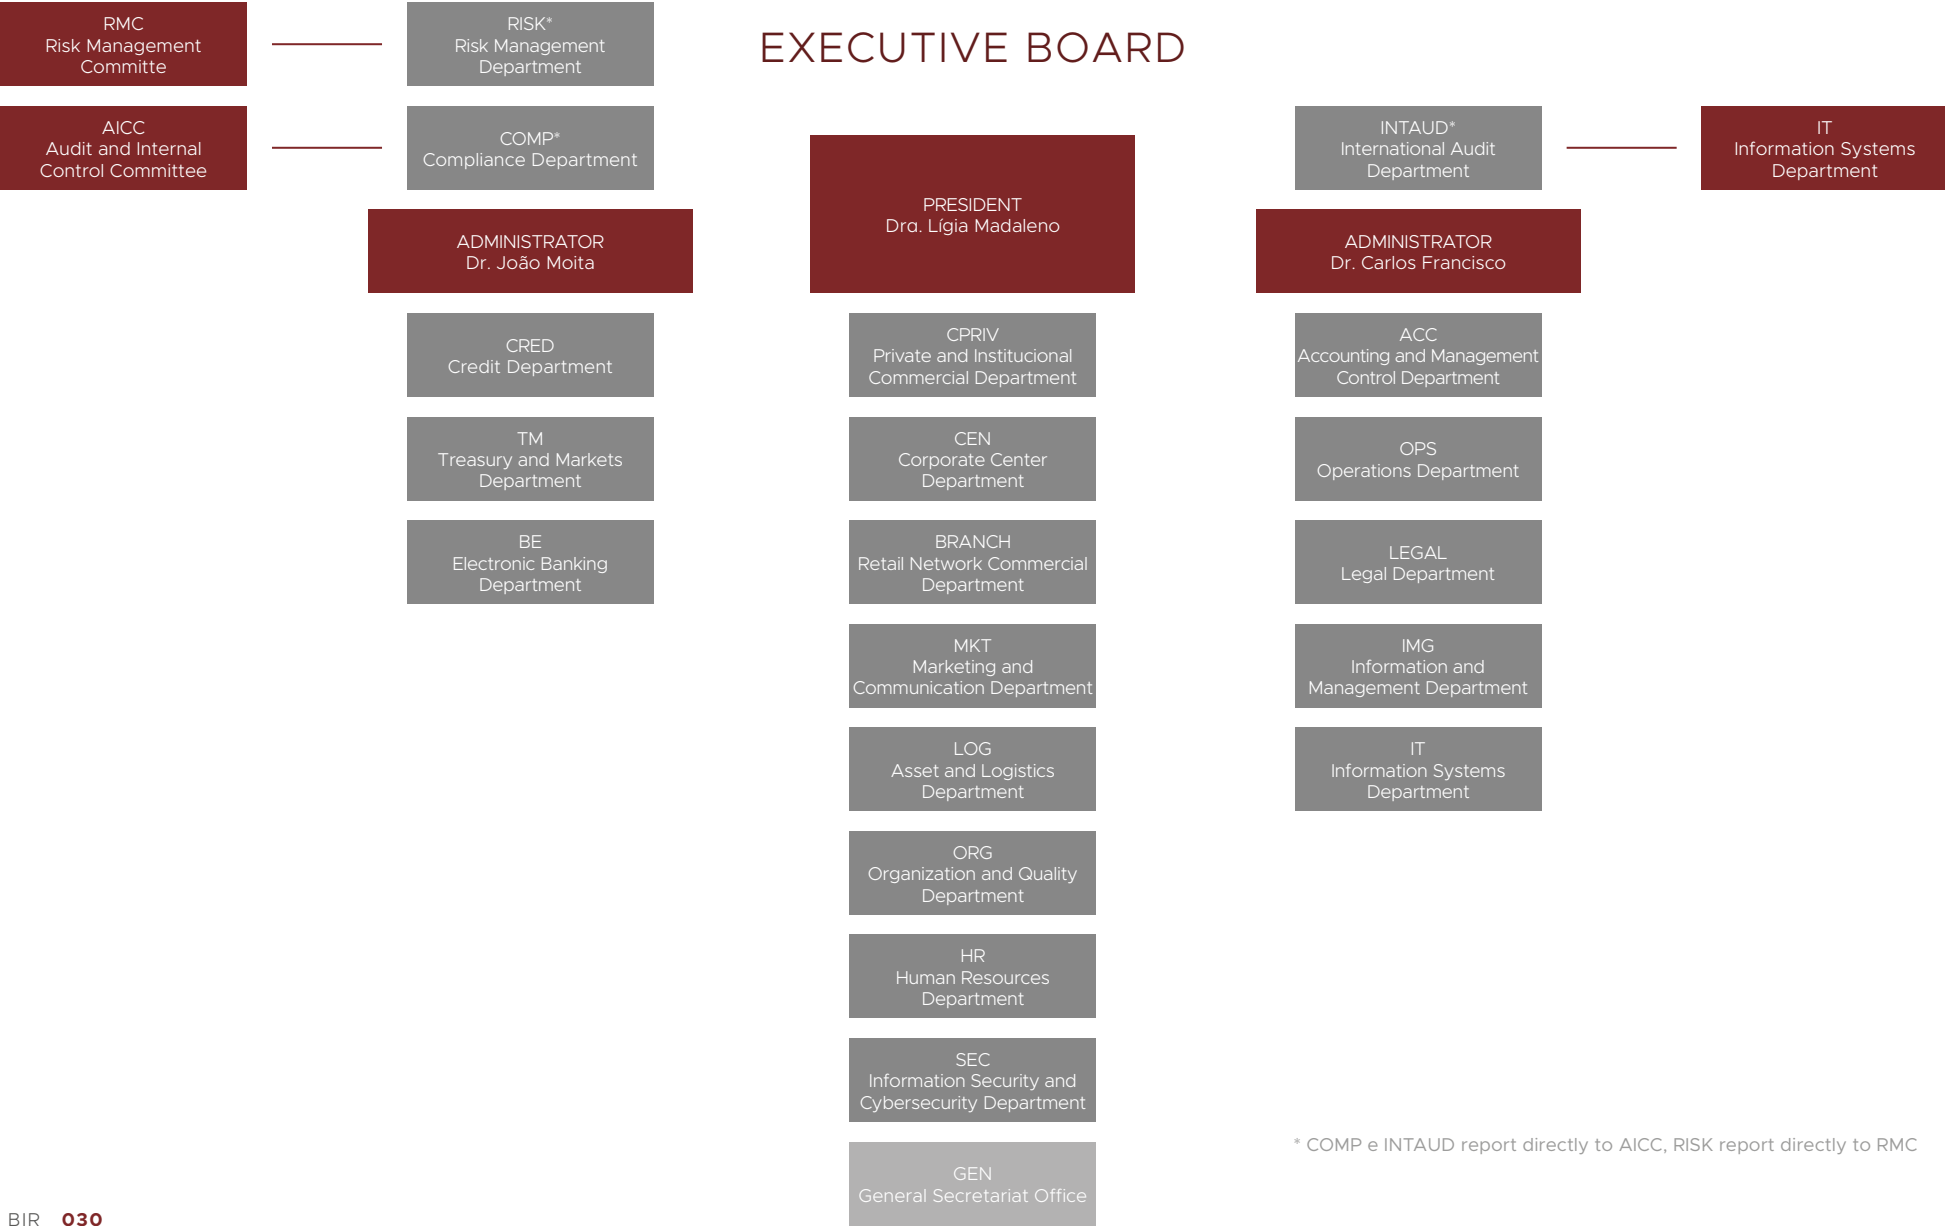 EXECUTIVE BOARD
RMC
Risk Management
Committe
RISK*
Risk Management
Department
AICC
Audit and Internal
Control Committee
COMP*
Compliance Department
INTAUD*
International Audit
Department
IT
Information Systems
Department
ADMINISTRATOR
Dr. João Moita
CRED
Credit Department
TM
Treasury and Markets
Department
BE
Electronic Banking
Department
PRESIDENT
Dra. Lígia Madaleno
CPRIV
Private and Institucional
Commercial Department
CEN
Corporate Center
Department
BRANCH
Retail Network Commercial
Department
MKT
Marketing and
Communication Department
LOG
Asset and Logistics
Department
ORG
Organization and Quality
Department
HR
Human Resources
Department
SEC
Information Security and
Cybersecurity Department
GEN
General Secretariat Office
ADMINISTRATOR
Dr. Carlos Francisco
ACC
Accounting and Management
Control Department
OPS
Operations Department
LEGAL
Legal Department
IMG
Information and
Management Department
IT
Information Systems
Department
* COMP e INTAUD report directly to AICC, RISK report directly to RMC
BIR 030